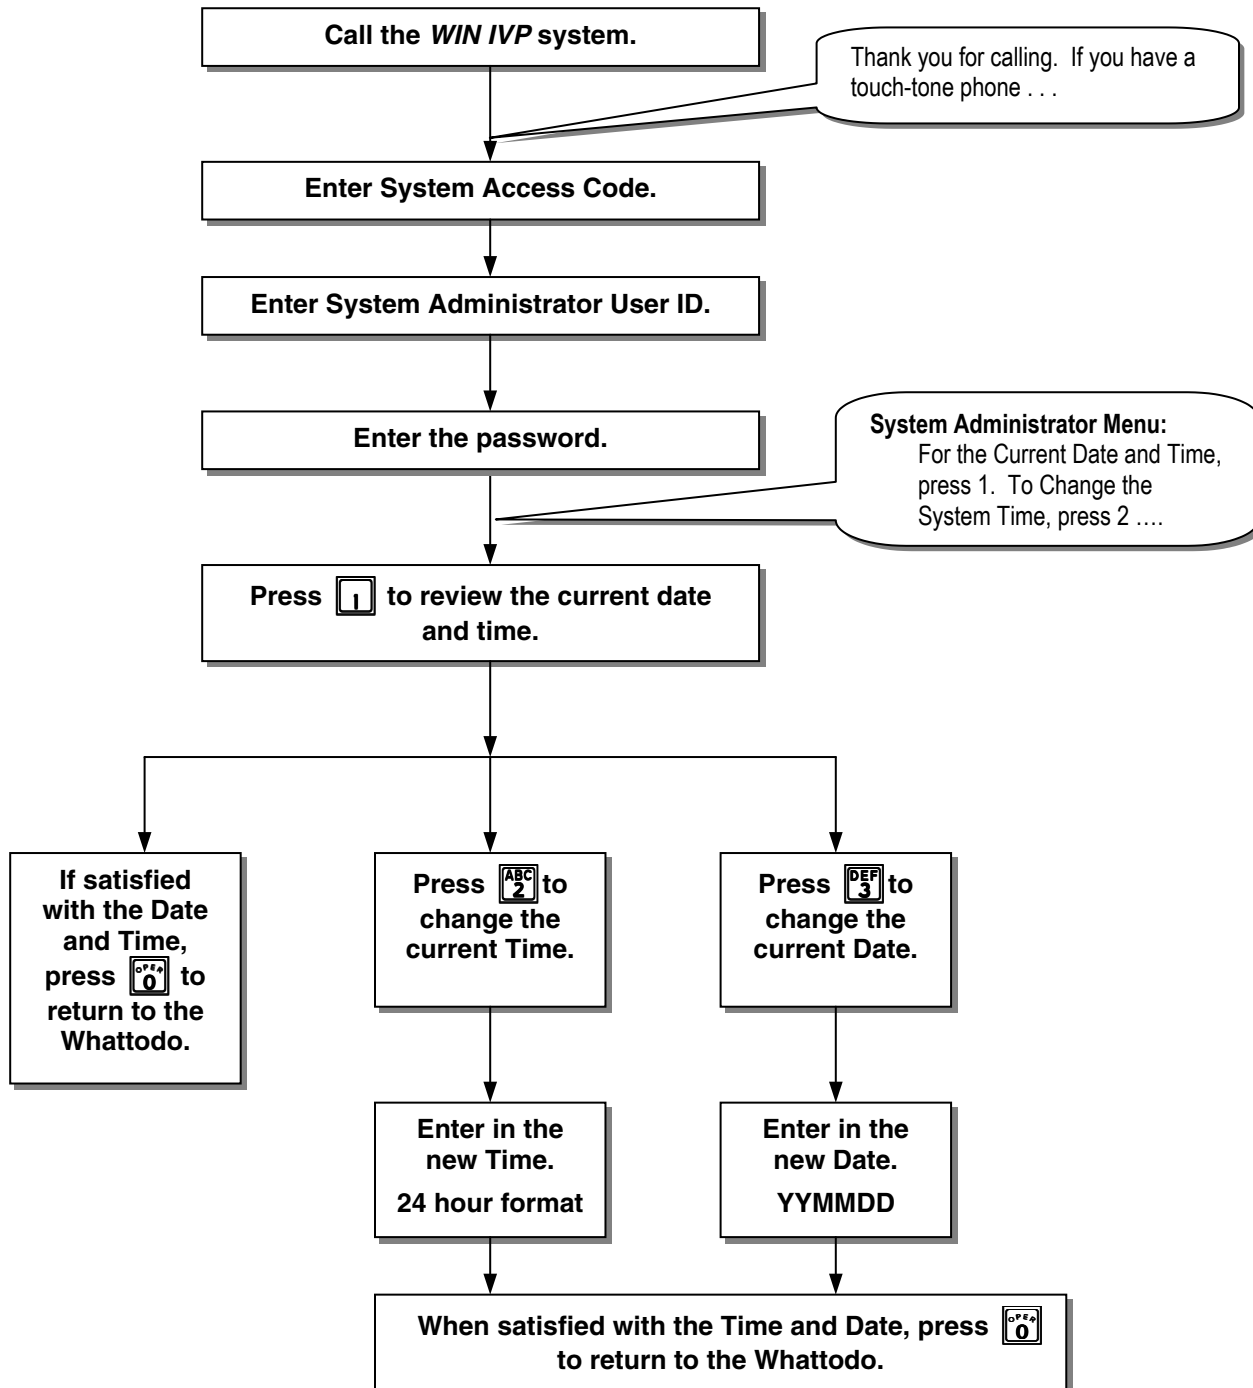 Call the WIN IVP system.
Thank you for calling. If you have a
touch-tone phone . . .
Enter System Access Code.
Enter System Administrator User ID.
Enter the password.
System Administrator Menu:
For the Current Date and Time,
press 1. To Change the
System Time, press 2 ....
Press 1 to review the current date
and time.
If satisfied
with the Date
and Time,
press OPER 0 to
return to the
Whattodo.
Press ABC 2 to
change the
current Time.
Press DEF 3 to
change the
current Date.
Enter in the
new Time.
24 hour format
Enter in the
new Date.
YYMMDD
When satisfied with the Time and Date, press OPER 0
to return to the Whattodo.